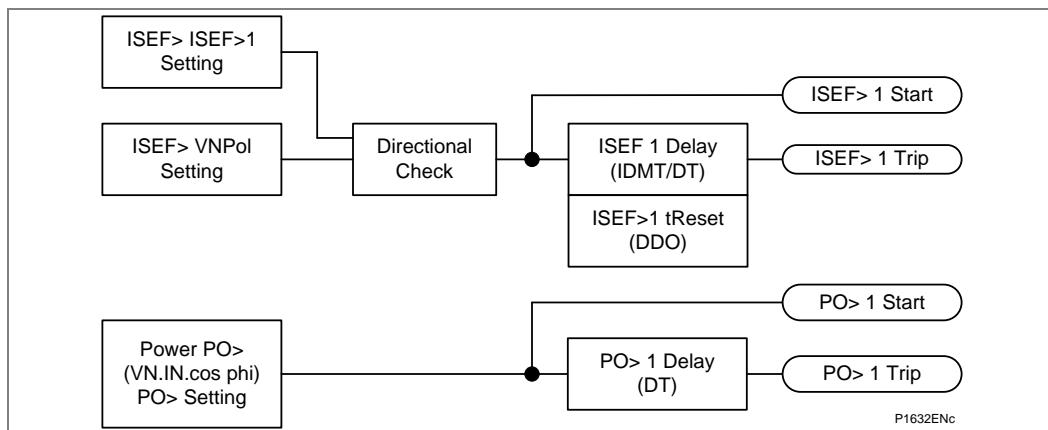 ISEF> ISEF>1
Setting
ISEF> VNPol
Setting
Directional
Check
ISEF> 1 Start
ISEF 1 Delay
(IDMT/DT)
ISEF> 1 Trip
ISEF>1 tReset
(DDO)
Power PO>
(VN.IN.cos phi)
PO> Setting
PO> 1 Start
PO> 1 Delay
(DT)
PO> 1 Trip
P1632ENc